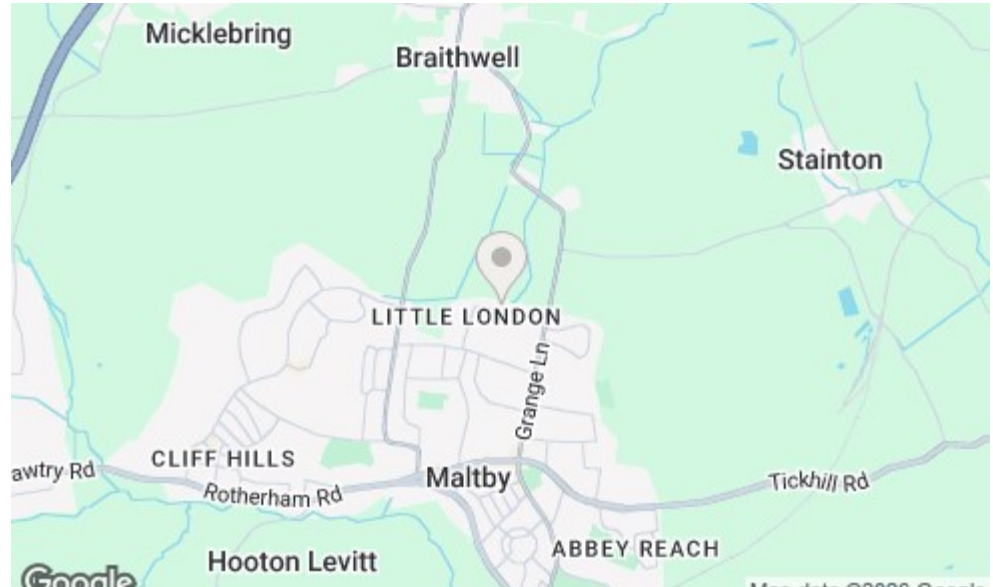 Micklebring
Braithwell
Stainton
LITTLE LONDON
Grange Ln
CLIFF HILLS
awtry Rd
Rotherham Rd
Maltby
Tickhill Rd
ABBEY REACH
Hooton Levitt
Google